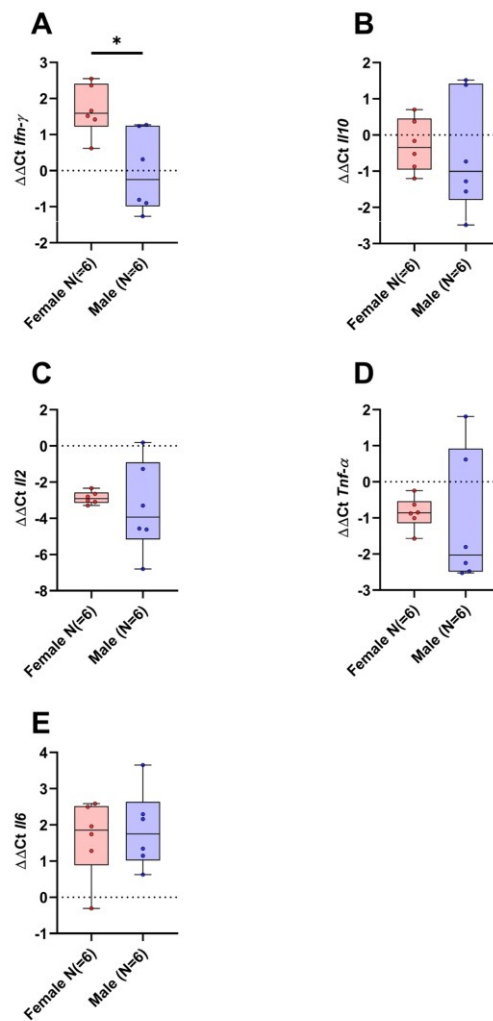 A
*
ΔΔCt Ifn-γ
3
2
1
0
-1
-2
Female N(=6)
Male (N=6)
B
ΔΔCt Il10
2
1
0
-1
-2
-3
Female N(=6)
Male (N=6)
C
ΔΔCt Il2
2
0
-2
-4
-6
-8
Female N(=6)
Male (N=6)
D
ΔΔCt Tnf-α
2
1
0
-1
-2
-3
Female N(=6)
Male (N=6)
E
ΔΔCt Il6
4
3
2
1
0
-1
Female N(=6)
Male (N=6)